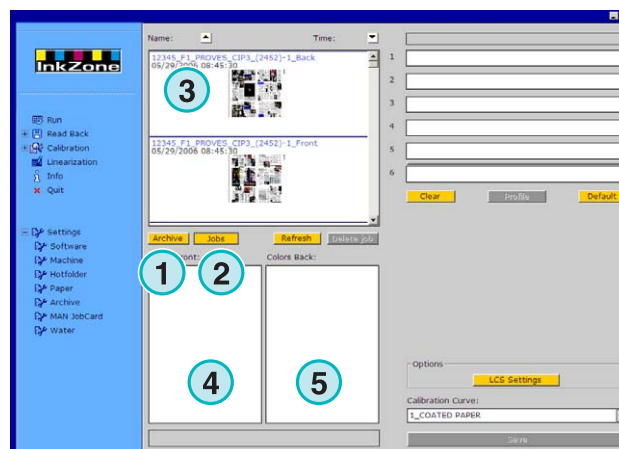 Name:
Time:
InkZone
12345_F1_PROVES_CIP3_(2452)-1_Back
05/29/2006 08:45:30
3
12345_F1_PROVES_CIP3_(2452)-1_Front
05/29/2006 08:45:30
1
2
3
4
5
6
Run
Read Back
Calibration
Linearization
Info
Quit
Clear
Profile
Default
Settings
Software
Machine
Hotfolder
Paper
Archive
MAN JobCard
Water
Archive
Jobs
Refresh
Delete job
ront:
Colors Back:
1
2
4
5
Options
LCS Settings
Calibration Curve:
1_COATED PAPER
Save